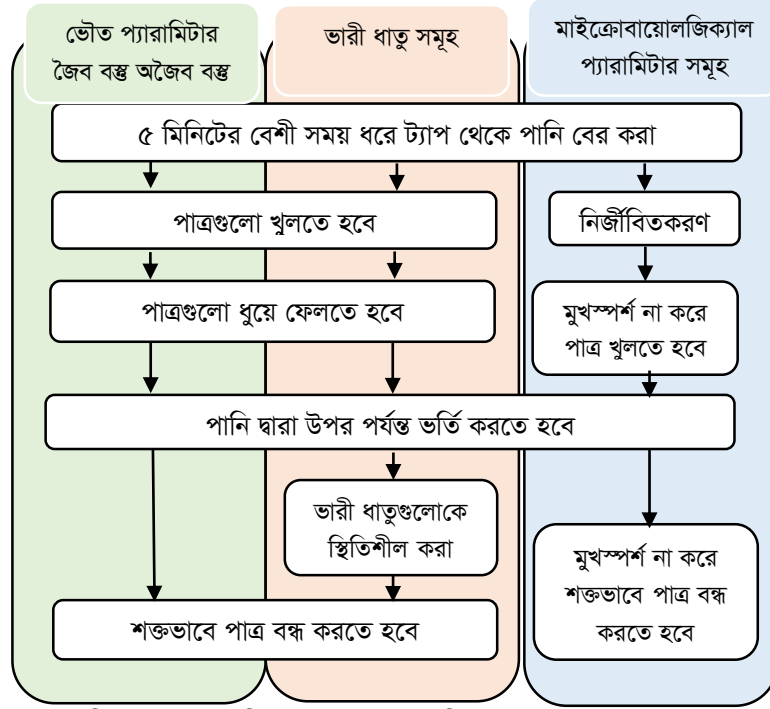 ভৌত প্যারামিটার
জৈব বস্তু অজৈব বস্তু
ভারী ধাতু সমূহ
মাইক্রোবায়োলজিক্যাল
প্যারামিটার সমূহ
৫ মিনিটের বেশী সময় ধরে ট্যাপ থেকে পানি বের করা
পাত্রগুলো খুলতে হবে
নির্জীবিতকরণ
পাত্রগুলো ধুয়ে ফেলতে হবে
মুখস্পর্শ না করে
পাত্র খুলতে হবে
পানি দ্বারা উপর পর্যন্ত ভর্তি করতে হবে
ভারী ধাতুগুলোকে
স্থিতিশীল করা
মুখস্পর্শ না করে
শক্তভাবে পাত্র বন্ধ
করতে হবে
শক্তভাবে পাত্র বন্ধ করতে হবে